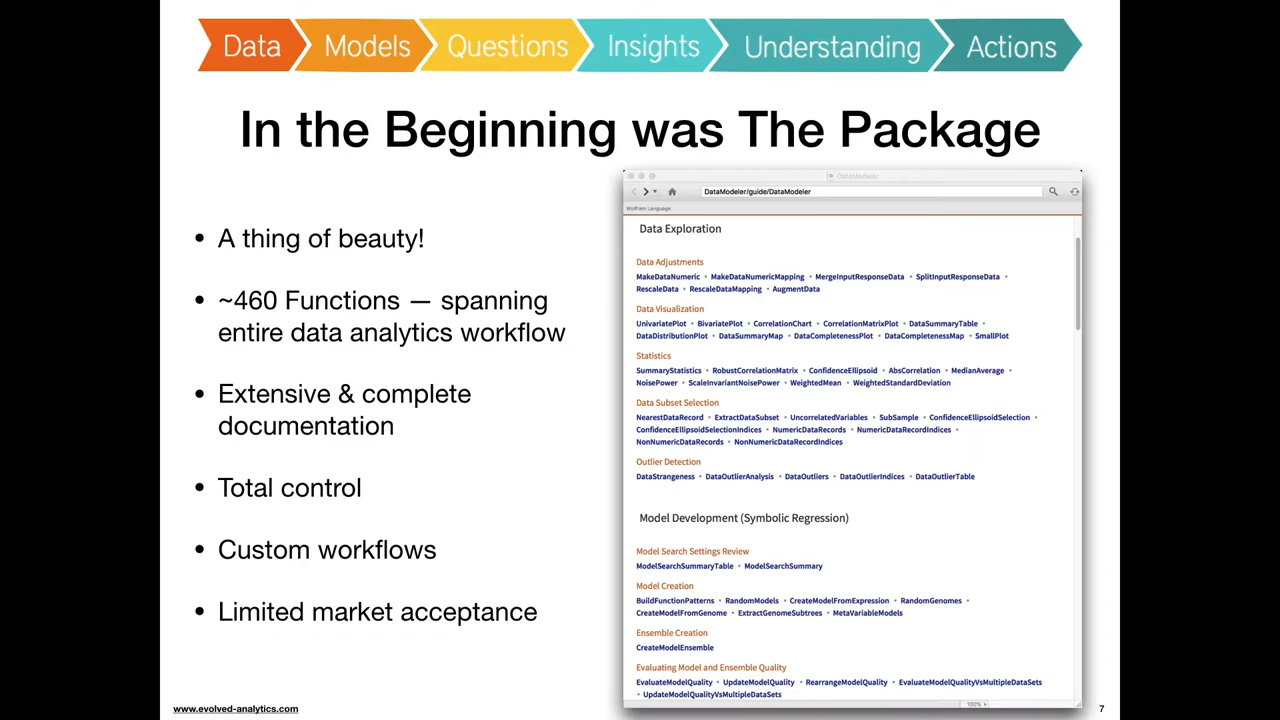 Data Models Questions Insights Understanding Actions
In the Beginning was The Package
• A thing of beauty!
• ~460 Functions — spanning
entire data analytics workflow
• Extensive & complete
documentation
• Total control
• Custom workflows
• Limited market acceptance
DataModeler
DataModeler/guide/DataModeler
Wolfram Language
Data Exploration
Data Adjustments
MakeDataNumeric • MakeDataNumericMapping • MergeInputResponseData • SplitInputResponseData •
RescaleData • RescaleDataMapping • AugmentData
Data Visualization
UnivariatePlot • BivariatePlot • CorrelationChart • CorrelationMatrixPlot • DataSummaryTable •
DataDistributionPlot • DataSummaryMap • DataCompletenessPlot • DataCompletenessMap • SmallPlot
Statistics
SummaryStatistics • RobustCorrelationMatrix • ConfidenceEllipsoid • AbsCorrelation • MedianAverage •
NoisePower • ScaleInvariantNoisePower • WeightedMean • WeightedStandardDeviation
Data Subset Selection
NearestDataRecord • ExtractDataSubset • UncorrelatedVariables • SubSample • ConfidenceEllipsoidSelection •
ConfidenceEllipsoidSelectionIndices • NumericDataRecords • NumericDataRecordIndices •
NonNumericDataRecords • NonNumericDataRecordIndices
Outlier Detection
DataStrangeness • DataOutlierAnalysis • DataOutliers • DataOutlierIndices • DataOutlierTable
Model Development (Symbolic Regression)
Model Search Settings Review
ModelSearchSummaryTable • ModelSearchSummary
Model Creation
BuildFunctionPatterns • RandomModels • CreateModelFromExpression • RandomGenomes •
CreateModelFromGenome • ExtractGenomeSubtrees • MetaVariableModels
Ensemble Creation
CreateModelEnsemble
Evaluating Model and Ensemble Quality
EvaluateModelQuality • UpdateModelQuality • RearrangeModelQuality • EvaluateModelQualityVsMultipleDataSets
• UpdateModelQualityVsMultipleDataSets
100%
www.evolved-analytics.com
7